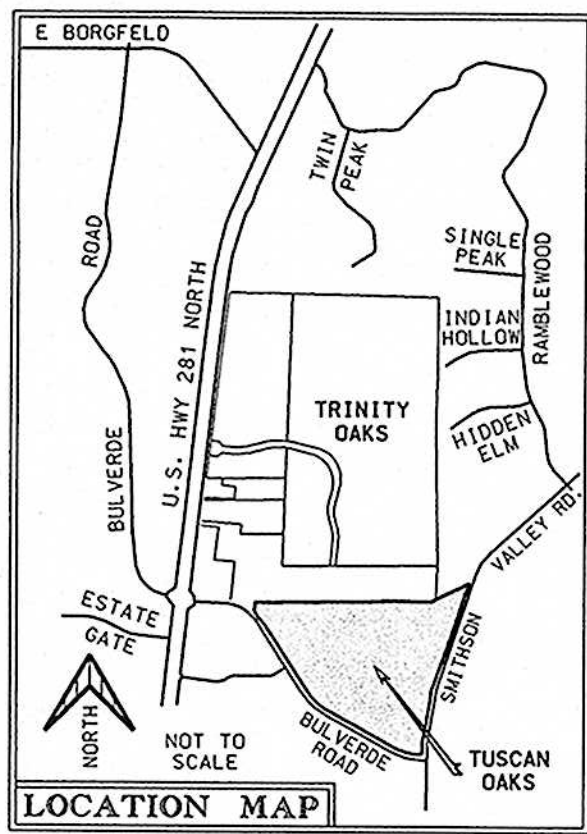 E BORGFELD
TWIN
PEAK
ROAD
SINGLE
PEAK
RAMBLEWOOD
U.S. HWY 281 NORTH
INDIAN
HOLLOW
TRINITY
OAKS
HIDDEN
ELM
BULVERDE
VALLEY RD.
ESTATE
GATE
SMITHSON
NORTH
NOT TO
SCALE
BULVERDE
ROAD
TUSCAN
OAKS
LOCATION MAP